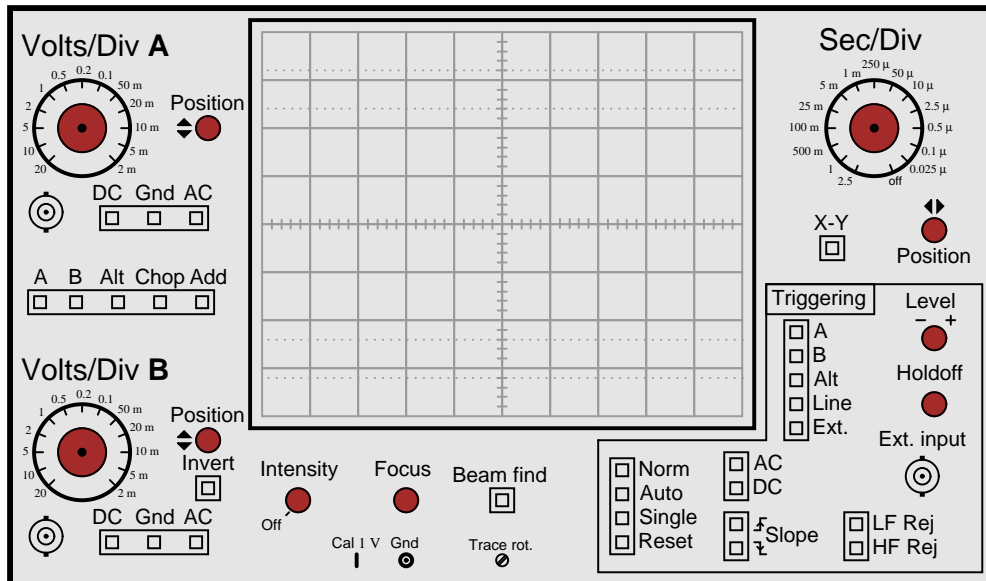 Volts/Div A
0.5 0.2 0.1
1 50 m
2 20 m
5 10 m
10 5 m
20 2 m
Position
DC Gnd AC
A B Alt Chop Add
Volts/Div B
0.5 0.2 0.1
1 50 m
2 20 m
5 10 m
10 5 m
20 2 m
Position
Invert
DC Gnd AC
Intensity
Off
Focus
Beam find
Cal 1 V Gnd
Trace rot.
Sec/Div
250 µ
1 m 50 µ
5 m 10 µ
25 m 2.5 µ
100 m 0.5 µ
500 m 0.1 µ
1 0.025 µ
2.5 off
X-Y
Position
Triggering
A
B
Alt
Line
Ext.
Level
− +
Holdoff
Ext. input
Norm
Auto
Single
Reset
AC
DC
Slope
LF Rej
HF Rej